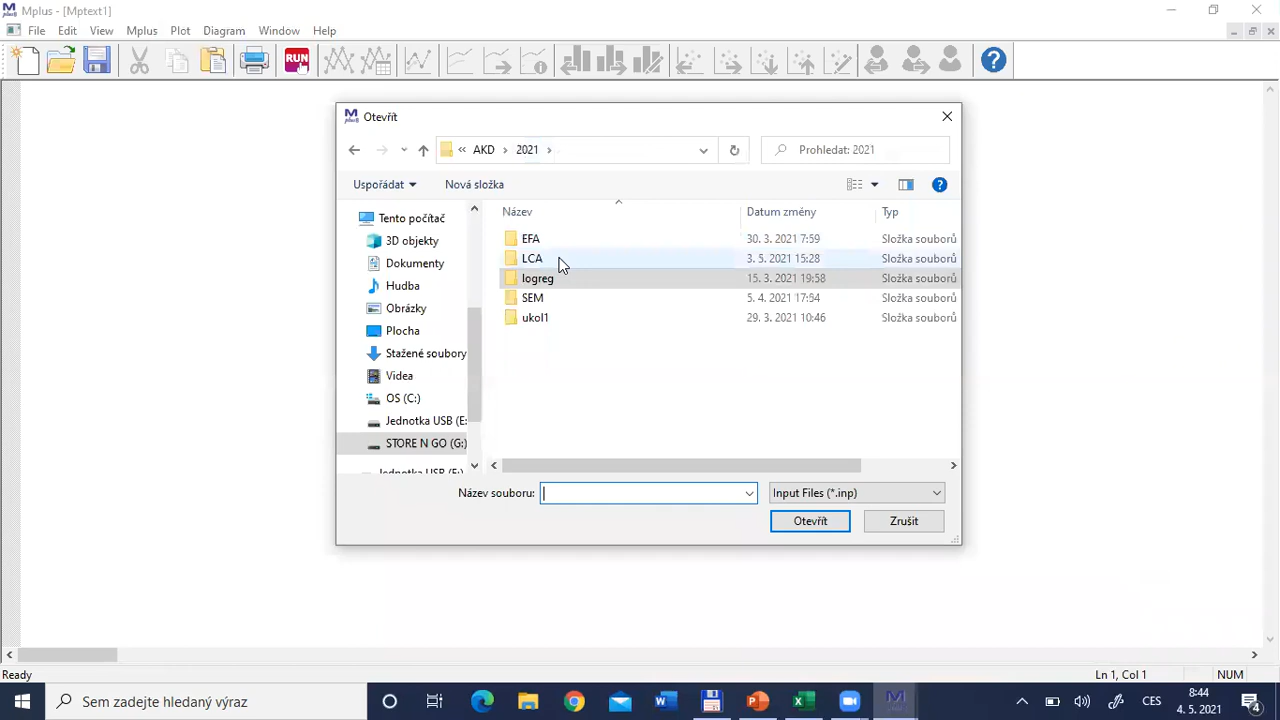 Mplus - [Mptext1]
File Edit View Mplus Plot Diagram Window Help
RUN
Otevřít
« AKD › 2021 ›
Prohledat: 2021
Uspořádat Nová složka
Název Datum změny Typ
Tento počítač
3D objekty
Dokumenty
Hudba
Obrázky
Plocha
Stažené soubory
Videa
OS (C:)
Jednotka USB (E:
STORE N GO (G:)
Jednotka USB (E:)
EFA 30. 3. 2021 7:59 Složka souborů
LCA 3. 5. 2021 15:28 Složka souborů
logreg 15. 3. 2021 19:58 Složka souborů
SEM 5. 4. 2021 17:54 Složka souborů
ukol1 29. 3. 2021 10:46 Složka souborů
Název souboru: Input Files (*.inp)
Otevřít Zrušit
Ready Ln 1, Col 1 NUM
Sem zadejte hledaný výraz
CES
8:44
4. 5. 2021
4